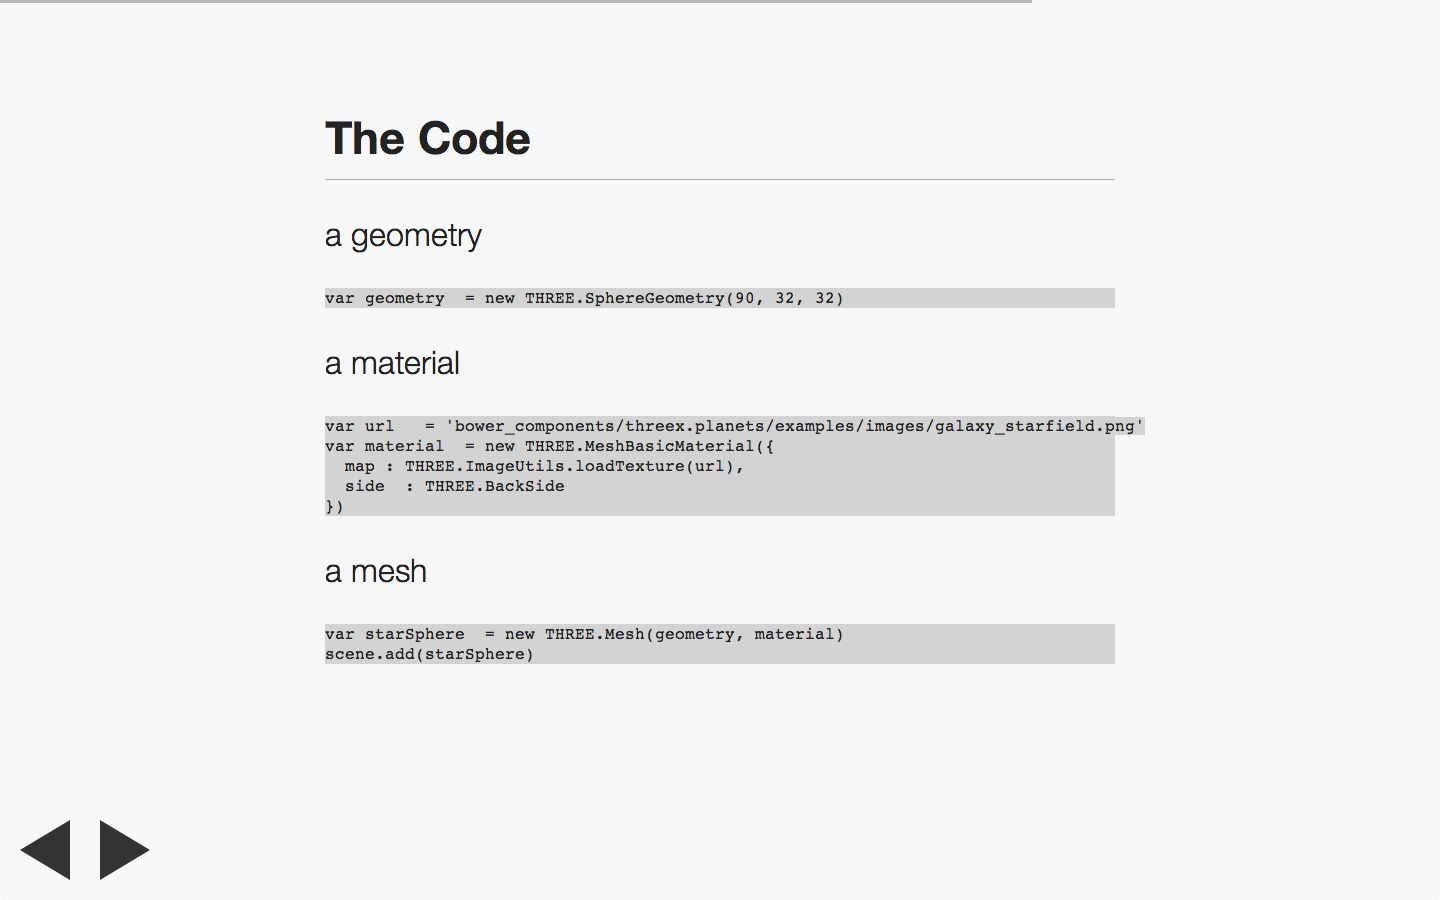 The Code
a geometry
var geometry  = new THREE.SphereGeometry(90, 32, 32)
a material
var url   = 'bower_components/threex.planets/examples/images/galaxy_starfield.png'
var material  = new THREE.MeshBasicMaterial({
  map : THREE.ImageUtils.loadTexture(url),
  side  : THREE.BackSide
})
a mesh
var starSphere  = new THREE.Mesh(geometry, material)
scene.add(starSphere)